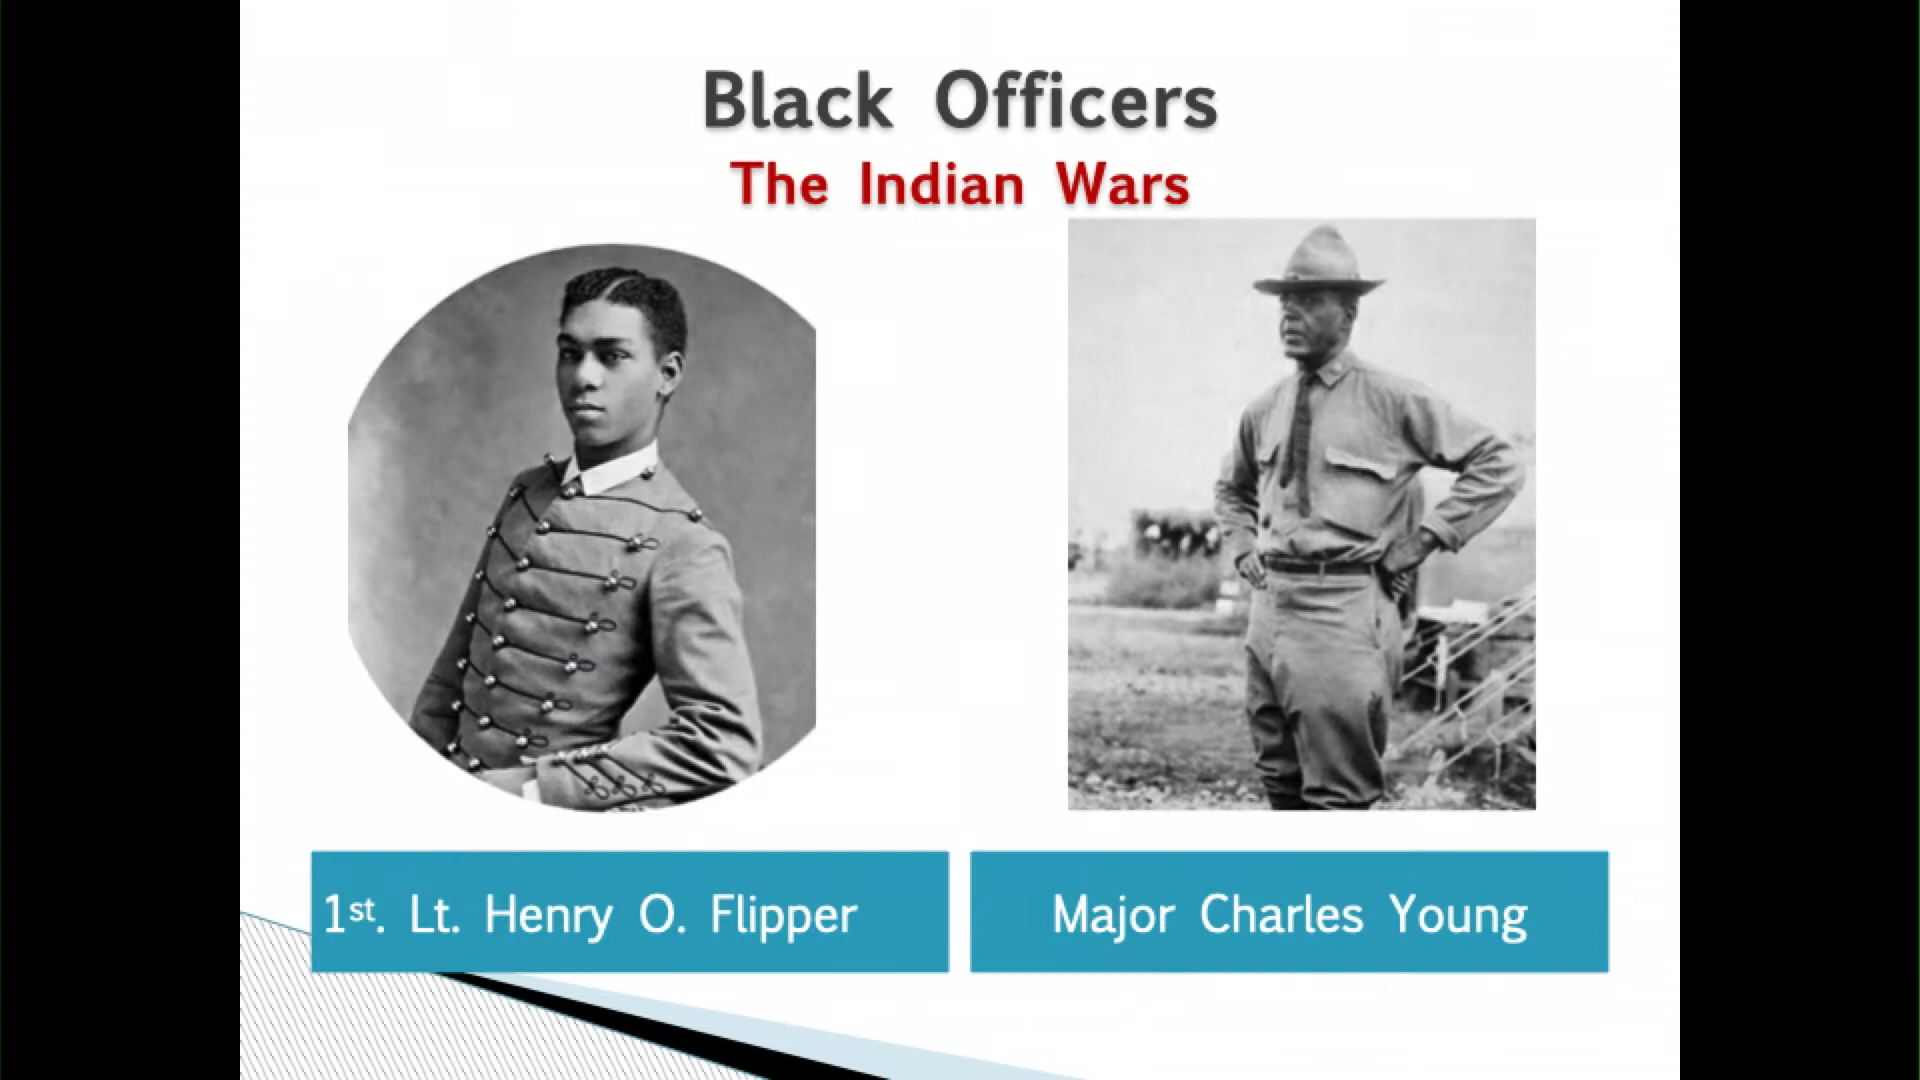 Black Officers
The Indian Wars
1st. Lt. Henry O. Flipper
Major Charles Young